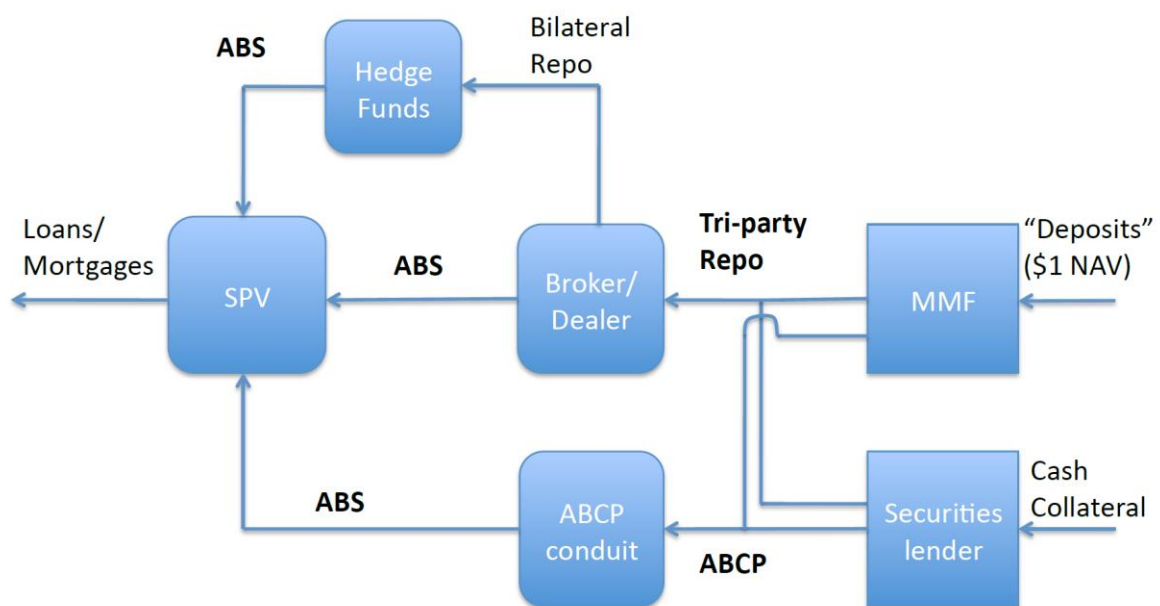 ABS
Hedge
Funds
Bilateral
Repo
Loans/
Mortgages
SPV
ABS
Broker/
Dealer
Tri-party
Repo
MMF
“Deposits”
($1 NAV)
ABS
ABCP
conduit
ABCP
Securities
lender
Cash
Collateral